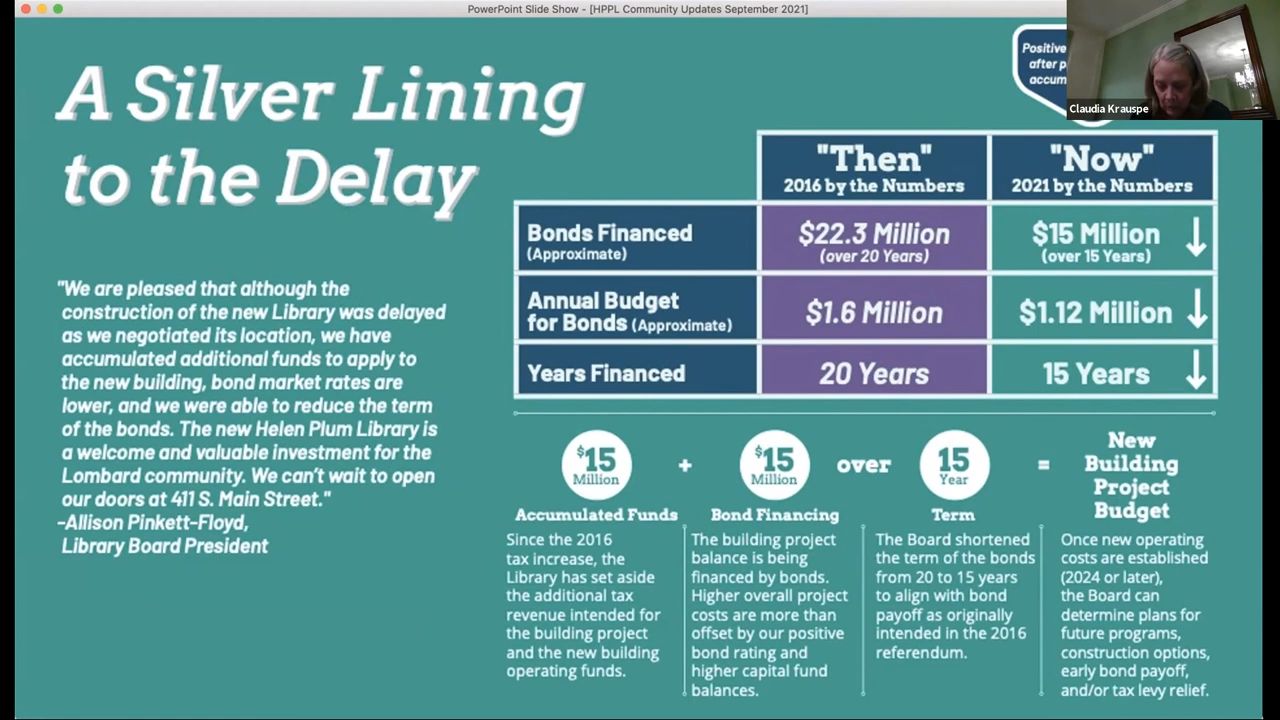 PowerPoint Slide Show - [HPPL Community Updates September 2021]
A Silver Lining
to the Delay
Positive
after
accum
Claudia Krauspe
"Then"
2016 by the Numbers
"Now"
2021 by the Numbers
Bonds Financed
(Approximate)
$22.3 Million
(over 20 Years)
$15 Million
(over 15 Years)
Annual Budget
for Bonds (Approximate)
$1.6 Million
$1.12 Million
Years Financed
20 Years
15 Years
"We are pleased that although the
construction of the new Library was delayed
as we negotiated its location, we have
accumulated additional funds to apply to
the new building, bond market rates are
lower, and we were able to reduce the term
of the bonds. The new Helen Plum Library is
a welcome and valuable investment for the
Lombard community. We can't wait to open
our doors at 411 S. Main Street."
-Allison Pinkett-Floyd,
Library Board President
$15
Million
+
$15
Million
over
15
Year
=
New
Building
Project
Budget
Accumulated Funds
Bond Financing
Term
Since the 2016
tax increase, the
Library has set aside
the additional tax
revenue intended for
the building project
and the new building
operating funds.
The building project
balance is being
financed by bonds.
Higher overall project
costs are more than
offset by our positive
bond rating and
higher capital fund
balances.
The Board shortened
the term of the bonds
from 20 to 15 years
to align with bond
payoff as originally
intended in the 2016
referendum.
Once new operating
costs are established
(2024 or later),
the Board can
determine plans for
future programs,
construction options,
early bond payoff,
and/or tax levy relief.